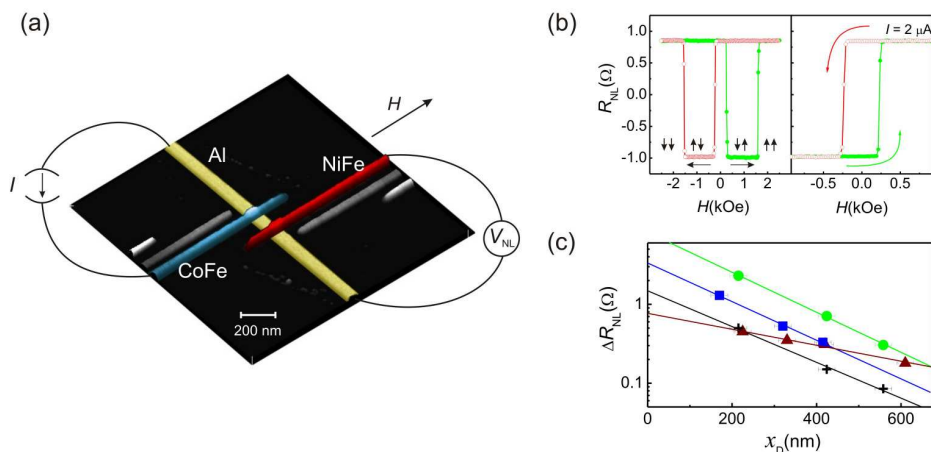 (a)
H
Al
NiFe
I
V_NL
CoFe
200 nm
(b)
I = 2 μA
R_NL(Ω)
1.0
0.5
0.0
-0.5
-1.0
↓↓ ↑↓ ↓↑ ↑↑
← →
-2 -1 0 1 2
-0.5 0.0 0.5
H(kOe) H(kOe)
(c)
ΔR_NL(Ω)
1
0.1
0 200 400 600
x_D(nm)